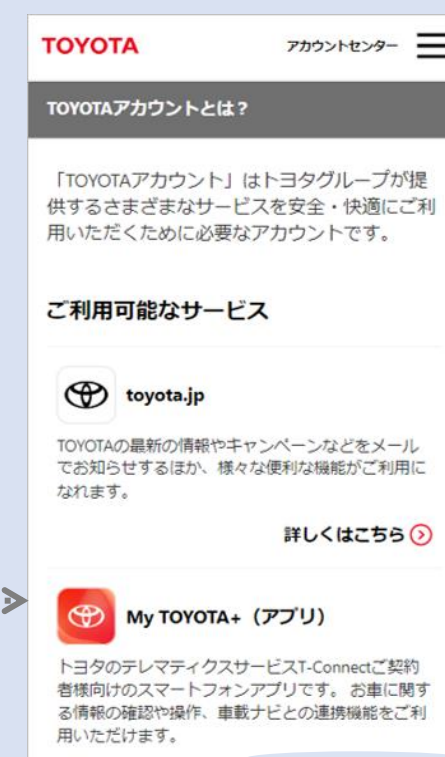 TOYOTA
アカウントセンター
TOYOTAアカウントとは？
「TOYOTAアカウント」はトヨタグループが提
供するさまざまなサービスを安全・快適にご利
用いただくために必要なアカウントです。
ご利用可能なサービス
toyota.jp
TOYOTAの最新の情報やキャンペーンなどをメール
でお知らせするほか、様々な便利な機能がご利用に
なれます。
詳しくはこちら
My TOYOTA+（アプリ）
トヨタのテレマティクスサービスT-Connectご契約
者様向けのスマートフォンアプリです。 お車に関す
る情報の確認や操作、車載ナビとの連携機能をご利
用いただけます。